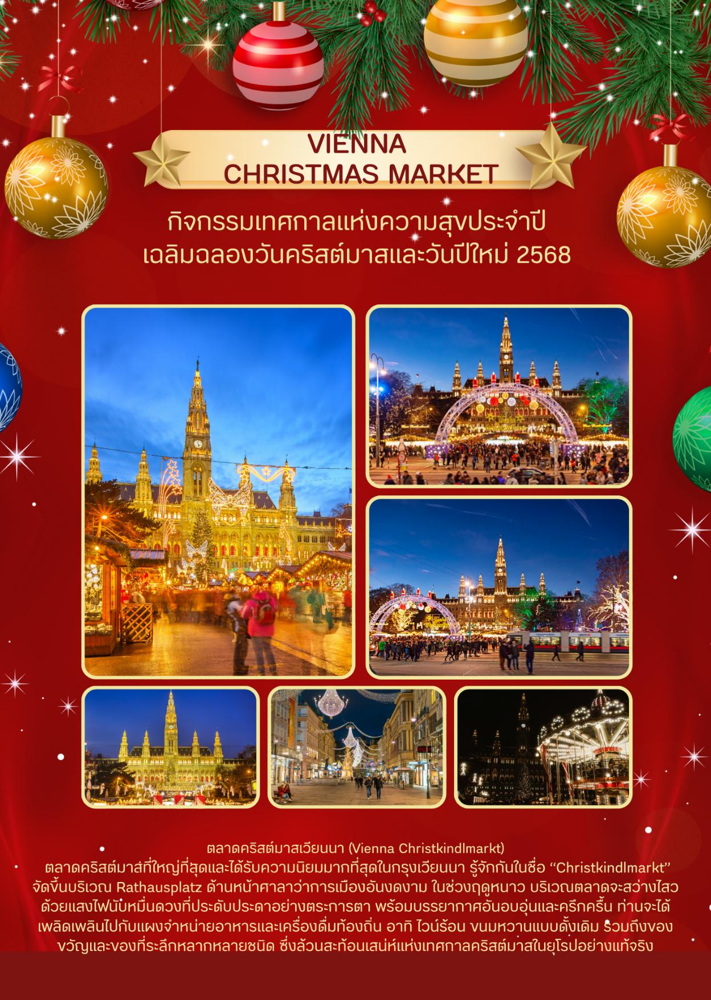 VIENNA
CHRISTMAS MARKET
กิจกรรมเทศกาลแห่งความสุขประจำปี
เฉลิมฉลองวันคริสต์มาสและวันปีใหม่ 2568
ตลาดคริสต์มาสเวียนนา (Vienna Christkindlmarkt)
ตลาดคริสต์มาสที่ใหญ่ที่สุดและได้รับความนิยมมากที่สุดในกรุงเวียนนา รู้จักกันในชื่อ “Christkindlmarkt”
จัดขึ้นบริเวณ Rathausplatz ด้านหน้าศาลาว่าการเมืองอันงดงาม ในช่วงฤดูหนาว บริเวณตลาดจะสว่างไสว
ด้วยแสงไฟนับหมื่นดวงที่ประดับประดาอย่างตระการตา พร้อมบรรยากาศอันอบอุ่นและครึกครื้น ท่านจะได้
เพลิดเพลินไปกับแผงจำหน่ายอาหารและเครื่องดื่มท้องถิ่น อาทิ ไวน์ร้อน ขนมหวานแบบดั้งเดิม รวมถึงของ
ขวัญและของที่ระลึกหลากหลายชนิด ซึ่งล้วนสะท้อนเสน่ห์แห่งเทศกาลคริสต์มาสในยุโรปอย่างแท้จริง